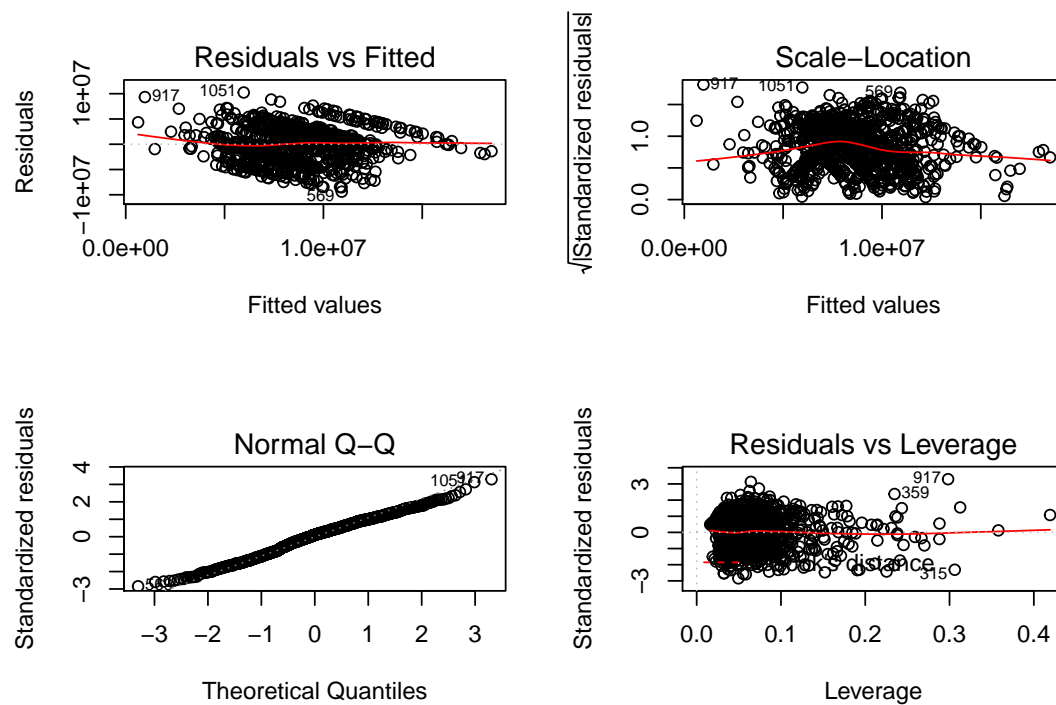 Residuals vs Fitted
Residuals
−1e+07
1e+07
917
1051
569
0.0e+00
1.0e+07
Fitted values
Scale−Location
√|Standardized residuals|
0.0
1.0
917
1051
569
0.0e+00
1.0e+07
Fitted values
Normal Q−Q
Standardized residuals
−3
0
2
4
1051
917
−3
−2
−1
0
1
2
3
Theoretical Quantiles
Residuals vs Leverage
Standardized residuals
−3
0
3
917
359
315
distance
0.0
0.1
0.2
0.3
0.4
Leverage